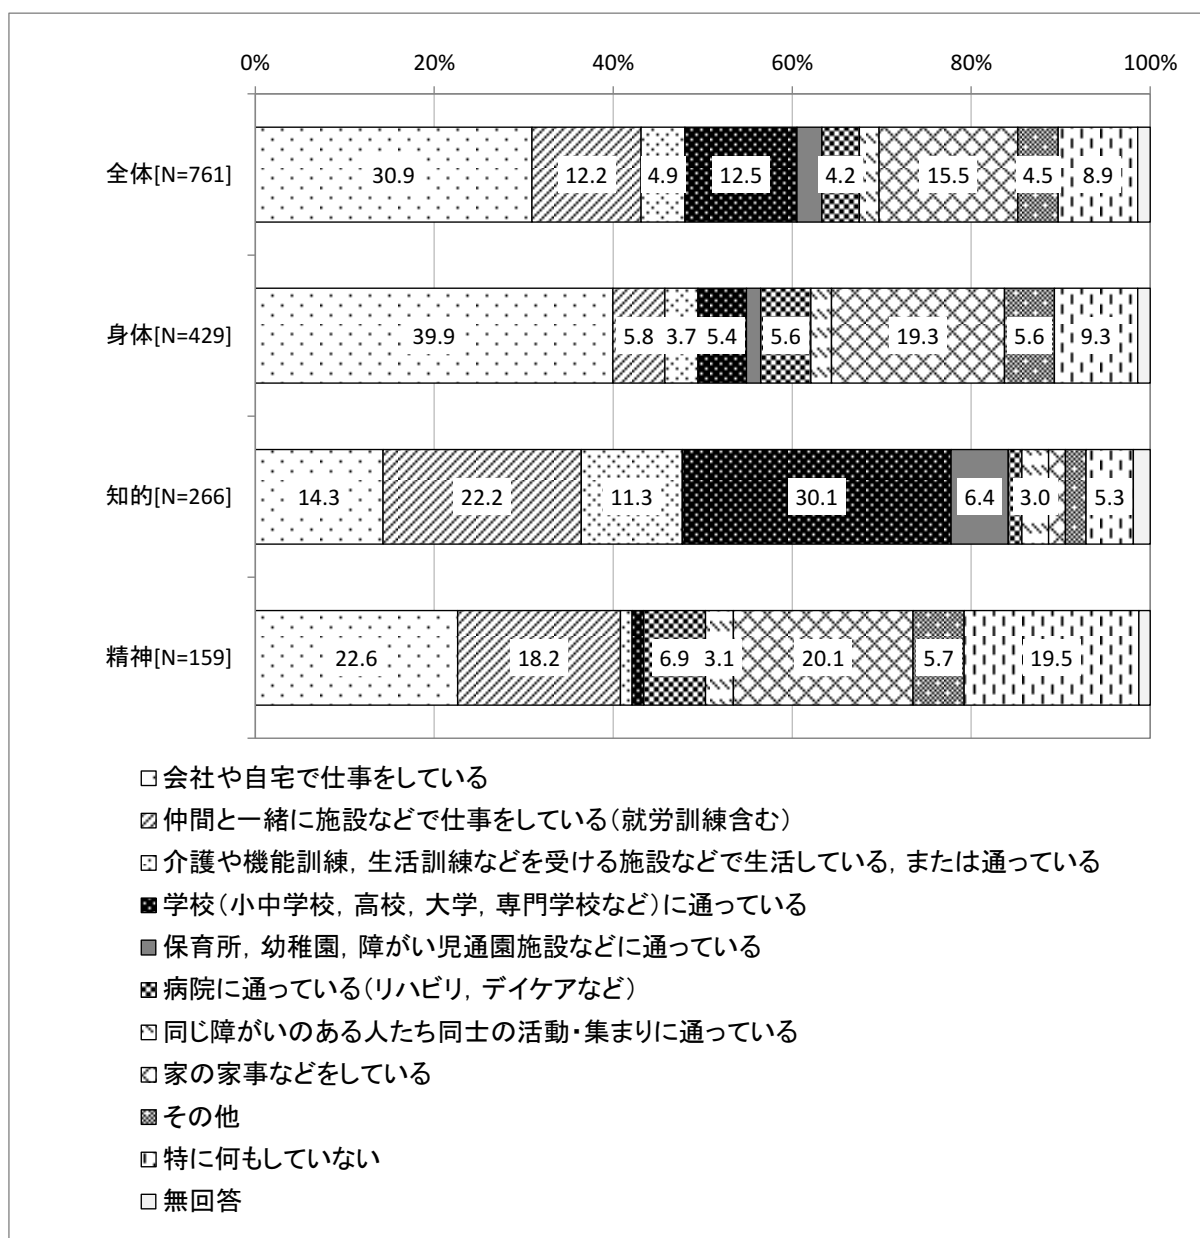 0% 20% 40% 60% 80% 100%
全体[N=761] 30.9 12.2 4.9 12.5 4.2 15.5 4.5 8.9
身体[N=429] 39.9 5.8 3.7 5.4 5.6 19.3 5.6 9.3
知的[N=266] 14.3 22.2 11.3 30.1 6.4 3.0 5.3
精神[N=159] 22.6 18.2 6.9 3.1 20.1 5.7 19.5
会社や自宅で仕事をしている
仲間と一緒に施設などで仕事をしている(就労訓練含む)
介護や機能訓練,生活訓練などを受ける施設などで生活している,または通っている
学校(小中学校,高校,大学,専門学校など)に通っている
保育所,幼稚園,障がい児通園施設などに通っている
病院に通っている(リハビリ,デイケアなど)
同じ障がいのある人たち同士の活動・集まりに通っている
家の家事などをしている
その他
特に何もしていない
無回答